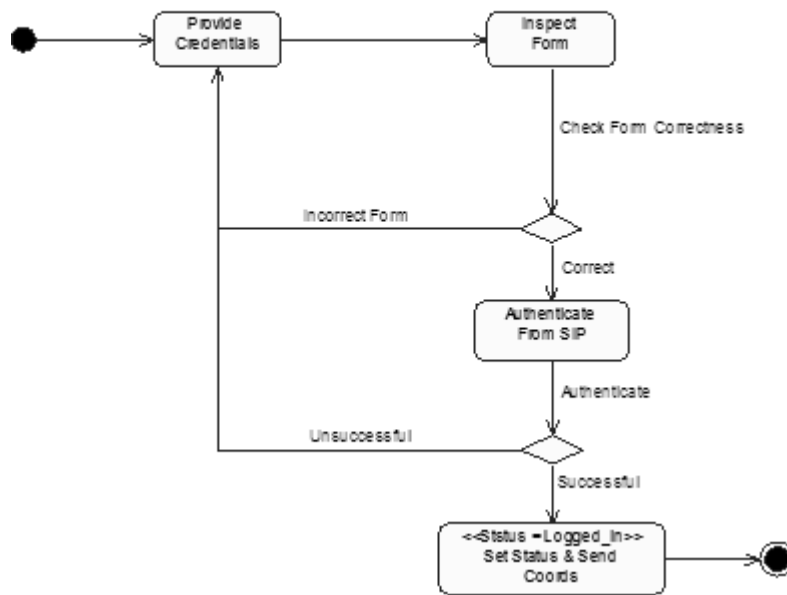 Provide
Credentials
Inspect
Form
Check Form Correctness
Incorrect Form
Correct
Authenticate
From SIP
Authenticate
Unsuccessful
Successful
<<Ststus =Logged_In>>
Set Status & Send
Coords